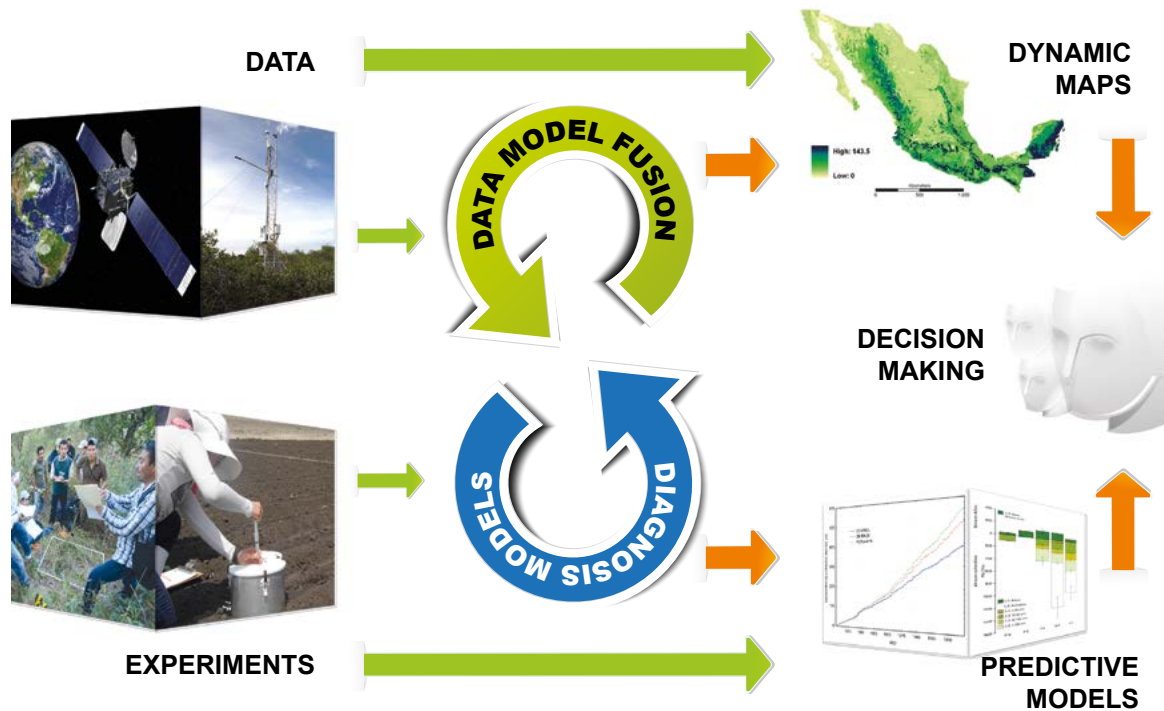 DATA
DYNAMIC
MAPS
DATA MODEL FUSION
High: 143.5
Low: 0
DECISION
MAKING
DIAGNOSIS MODELS
EXPERIMENTS
PREDICTIVE
MODELS